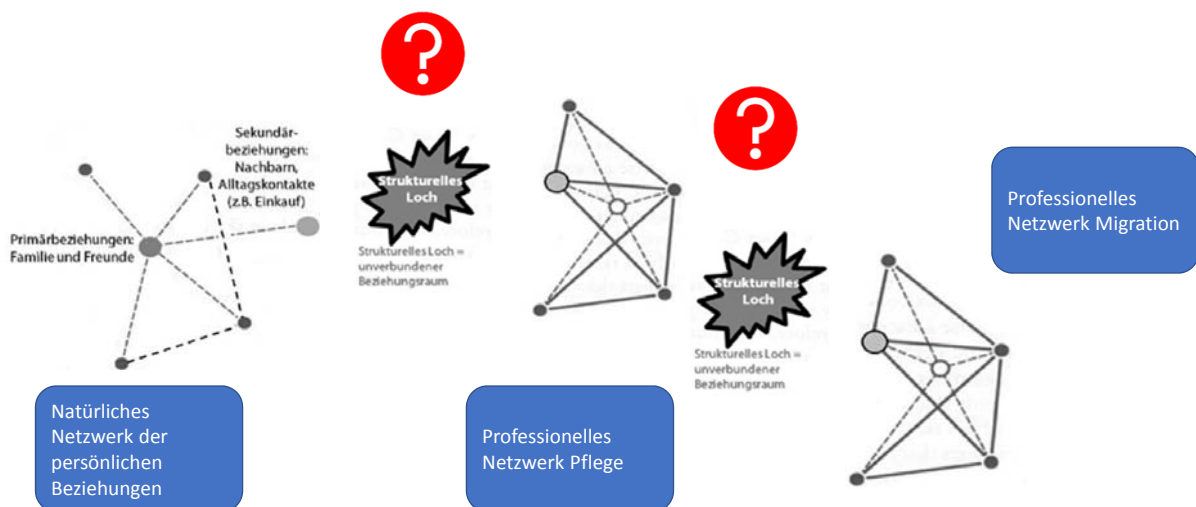 ?
?
Sekundär-
beziehungen:
Nachbarn,
Alltagskontakte
(z.B. Einkauf)
Primärbeziehungen:
Familie und Freunde
Strukturelles
Loch
Strukturelles Loch =
unverbundener
Beziehungsraum
Strukturelles
Loch
Strukturelles Loch =
unverbundener
Beziehungsraum
Professionelles
Netzwerk Migration
Natürliches
Netzwerk der
persönlichen
Beziehungen
Professionelles
Netzwerk Pflege